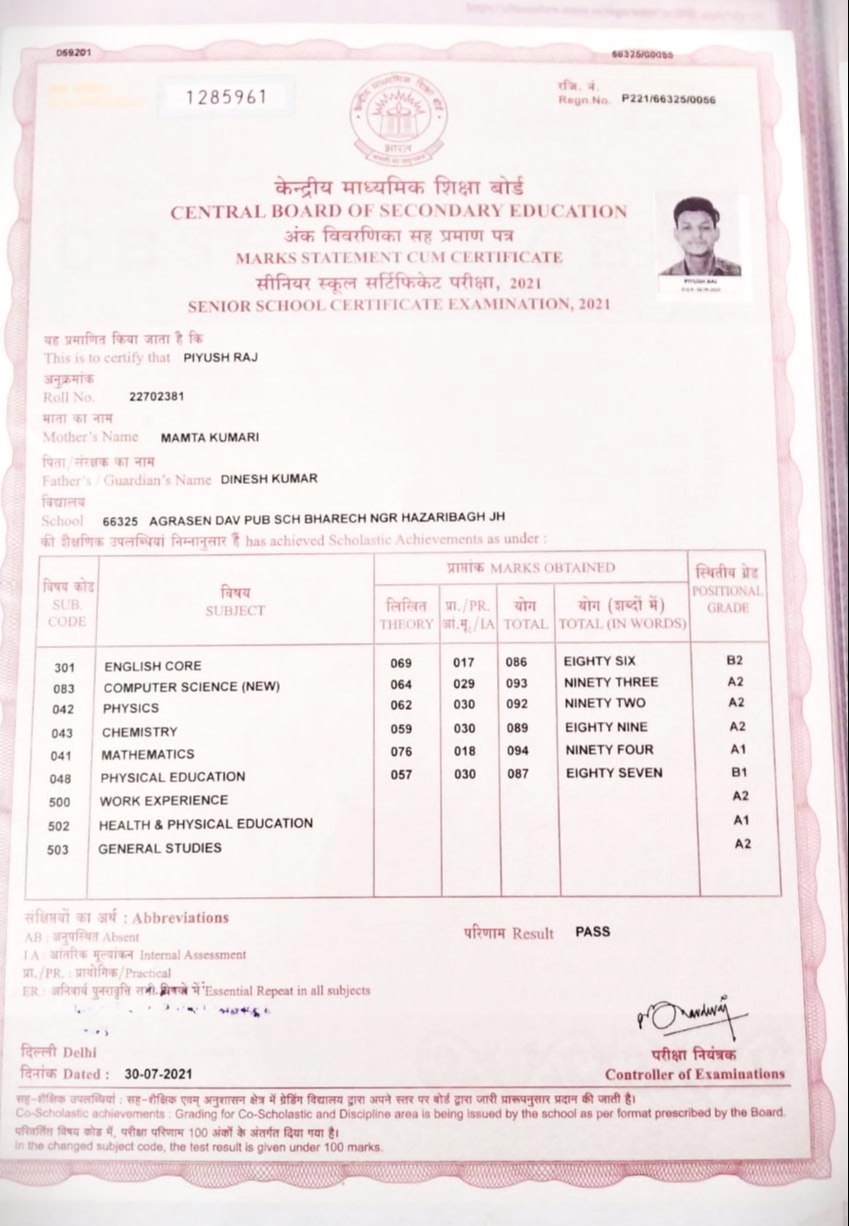 069201
66325/00055
1285961
रजि. नं.
Regn.No. P221/66325/0056
भारत
केन्द्रीय माध्यमिक शिक्षा बोर्ड
CENTRAL BOARD OF SECONDARY EDUCATION
अंक विवरणिका सह प्रमाण पत्र
MARKS STATEMENT CUM CERTIFICATE
सीनियर स्कूल सर्टिफिकेट परीक्षा, 2021
SENIOR SCHOOL CERTIFICATE EXAMINATION, 2021
PIYUSH RAJ
यह प्रमाणित किया जाता है कि
This is to certify that PIYUSH RAJ
अनुक्रमांक
Roll No. 22702381
माता का नाम
Mother's Name MAMTA KUMARI
पिता/संरक्षक का नाम
Father's / Guardian's Name DINESH KUMAR
विद्यालय
School 66325 AGRASEN DAV PUB SCH BHARECH NGR HAZARIBAGH JH
की शैक्षणिक उपलब्धियां निम्नानुसार हैं has achieved Scholastic Achievements as under :
विषय कोड SUB. CODE विषय SUBJECT प्राप्तांक MARKS OBTAINED स्थितीय ग्रेड POSITIONAL GRADE
लिखित THEORY प्रा./PR. आं.मू./IA योग TOTAL योग (शब्दों में) TOTAL (IN WORDS)
301 ENGLISH CORE 069 017 086 EIGHTY SIX B2
083 COMPUTER SCIENCE (NEW) 064 029 093 NINETY THREE A2
042 PHYSICS 062 030 092 NINETY TWO A2
043 CHEMISTRY 059 030 089 EIGHTY NINE A2
041 MATHEMATICS 076 018 094 NINETY FOUR A1
048 PHYSICAL EDUCATION 057 030 087 EIGHTY SEVEN B1
500 WORK EXPERIENCE A2
502 HEALTH & PHYSICAL EDUCATION A1
503 GENERAL STUDIES A2
संक्षिप्तियों का अर्थ : Abbreviations
AB : अनुपस्थित Absent
परिणाम Result PASS
I A : आंतरिक मूल्यांकन Internal Assessment
प्रा./PR. : प्रायोगिक/Practical
ER : अनिवार्य पुनरावृत्ति सभी विषयों में Essential Repeat in all subjects
दिल्ली Delhi
दिनांक Dated : 30-07-2021
परीक्षा नियंत्रक
Controller of Examinations
सह-शैक्षिक उपलब्धियां : सह-शैक्षिक एवम् अनुशासन क्षेत्र में ग्रेडिंग विद्यालय द्वारा अपने स्तर पर बोर्ड द्वारा जारी प्रारूपनुसार प्रदान की जाती है।
Co-Scholastic achievements : Grading for Co-Scholastic and Discipline area is being issued by the school as per format prescribed by the Board.
परिवर्तित विषय कोड में, परीक्षा परिणाम 100 अंकों के अंतर्गत दिया गया है।
In the changed subject code, the test result is given under 100 marks.